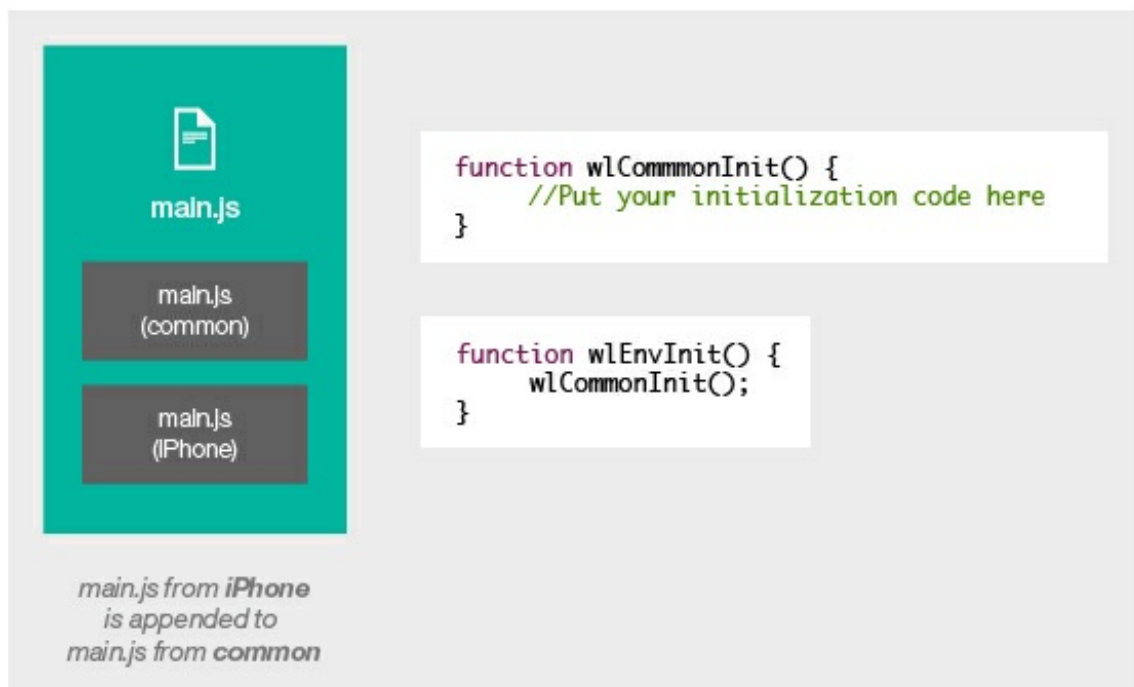 main.js
main.js
(common)
main.js
(iPhone)
main.js from iPhone
is appended to
main.js from common
function wlCommmonInit() {
//Put your initialization code here
}
function wlEnvInit() {
wlCommonInit();
}